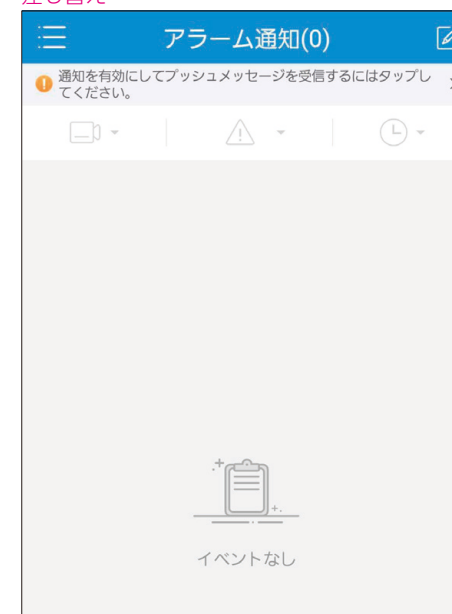 アラーム通知(0)
通知を有効にしてプッシュメッセージを受信するにはタップし
てください。
イベントなし